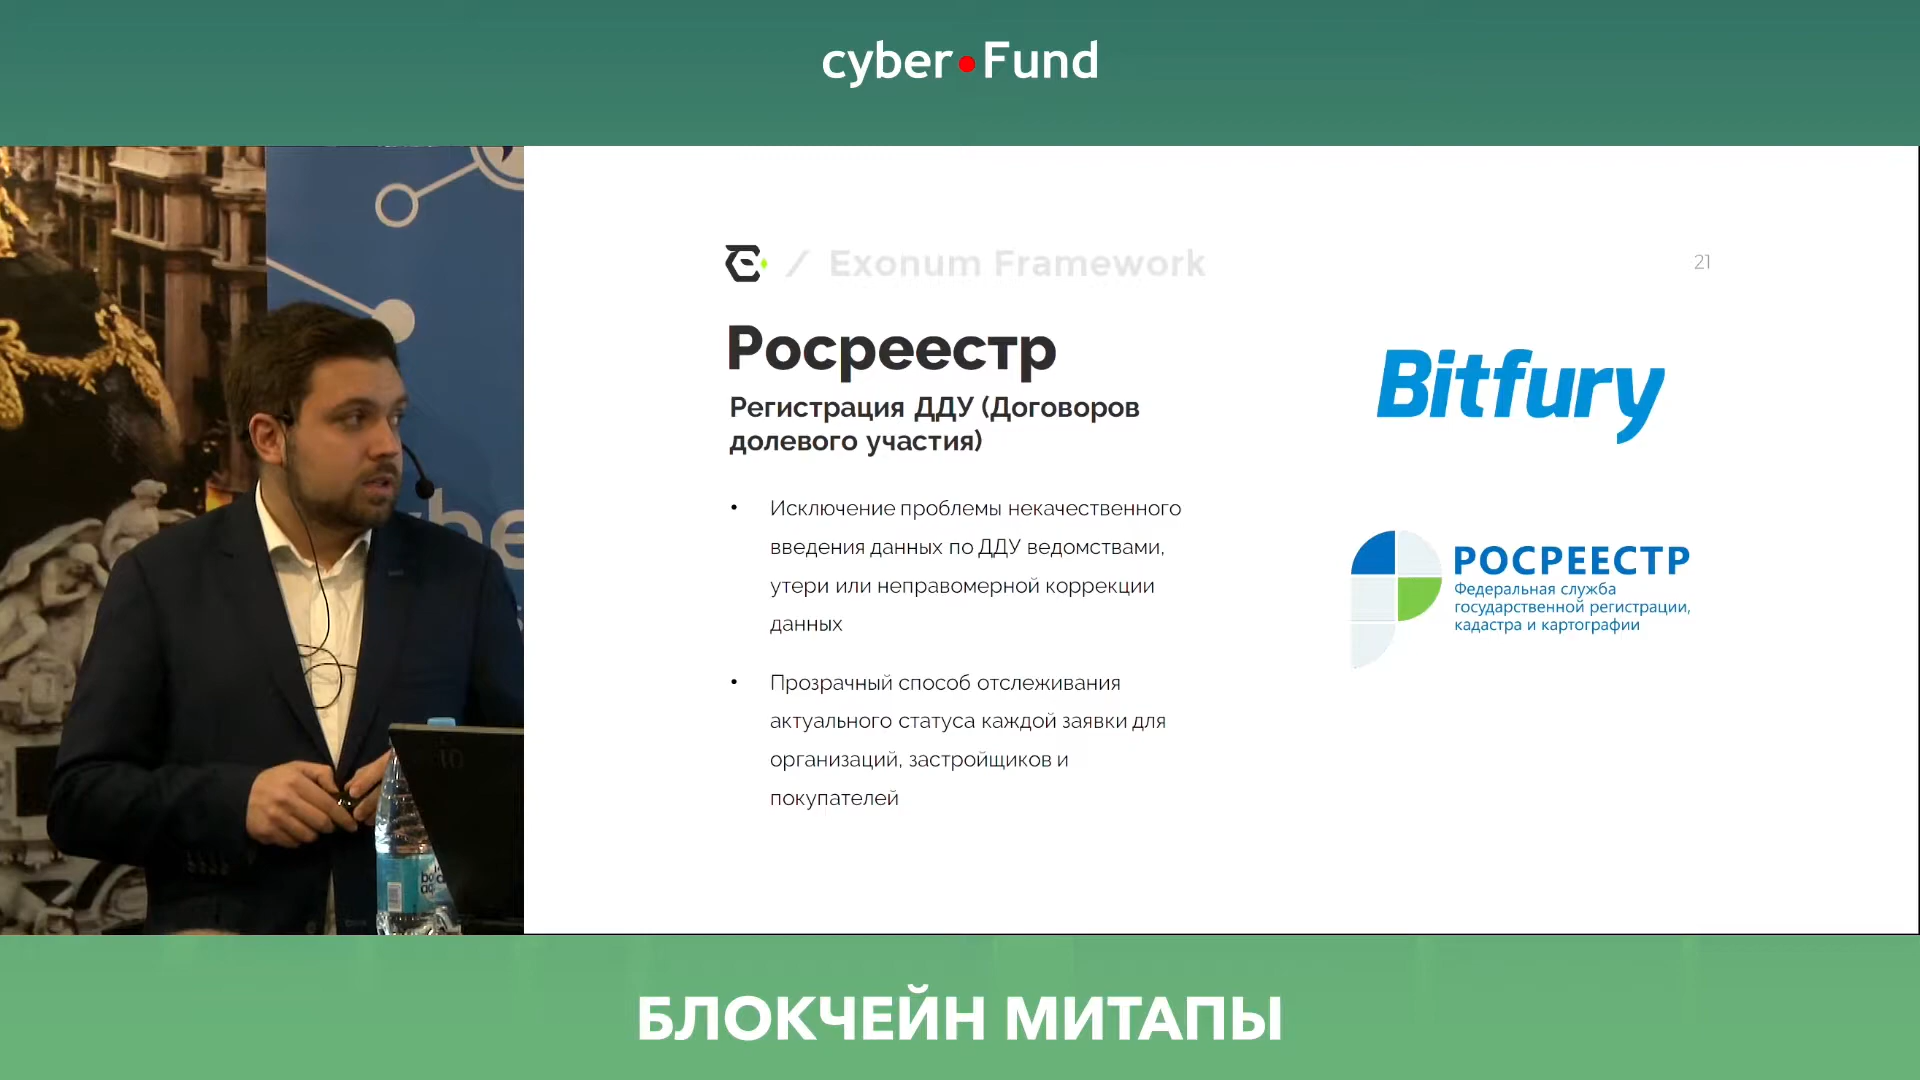 cyber•Fund
/ Exonum Framework
21
Росреестр
Регистрация ДДУ (Договоров
долевого участия)
• Исключение проблемы некачественного
введения данных по ДДУ ведомствами,
утери или неправомерной коррекции
данных
• Прозрачный способ отслеживания
актуального статуса каждой заявки для
организаций, застройщиков и
покупателей
Bitfury
РОСРЕЕСТР
Федеральная служба
государственной регистрации,
кадастра и картографии
БЛОКЧЕЙН МИТАПЫ